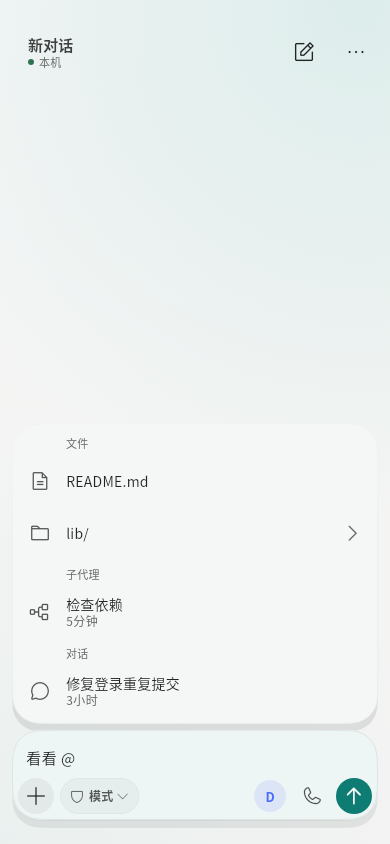 新对话
本机
文件
README.md
lib/
子代理
检查依赖
5分钟
对话
修复登录重复提交
3小时
看看 @
模式
D